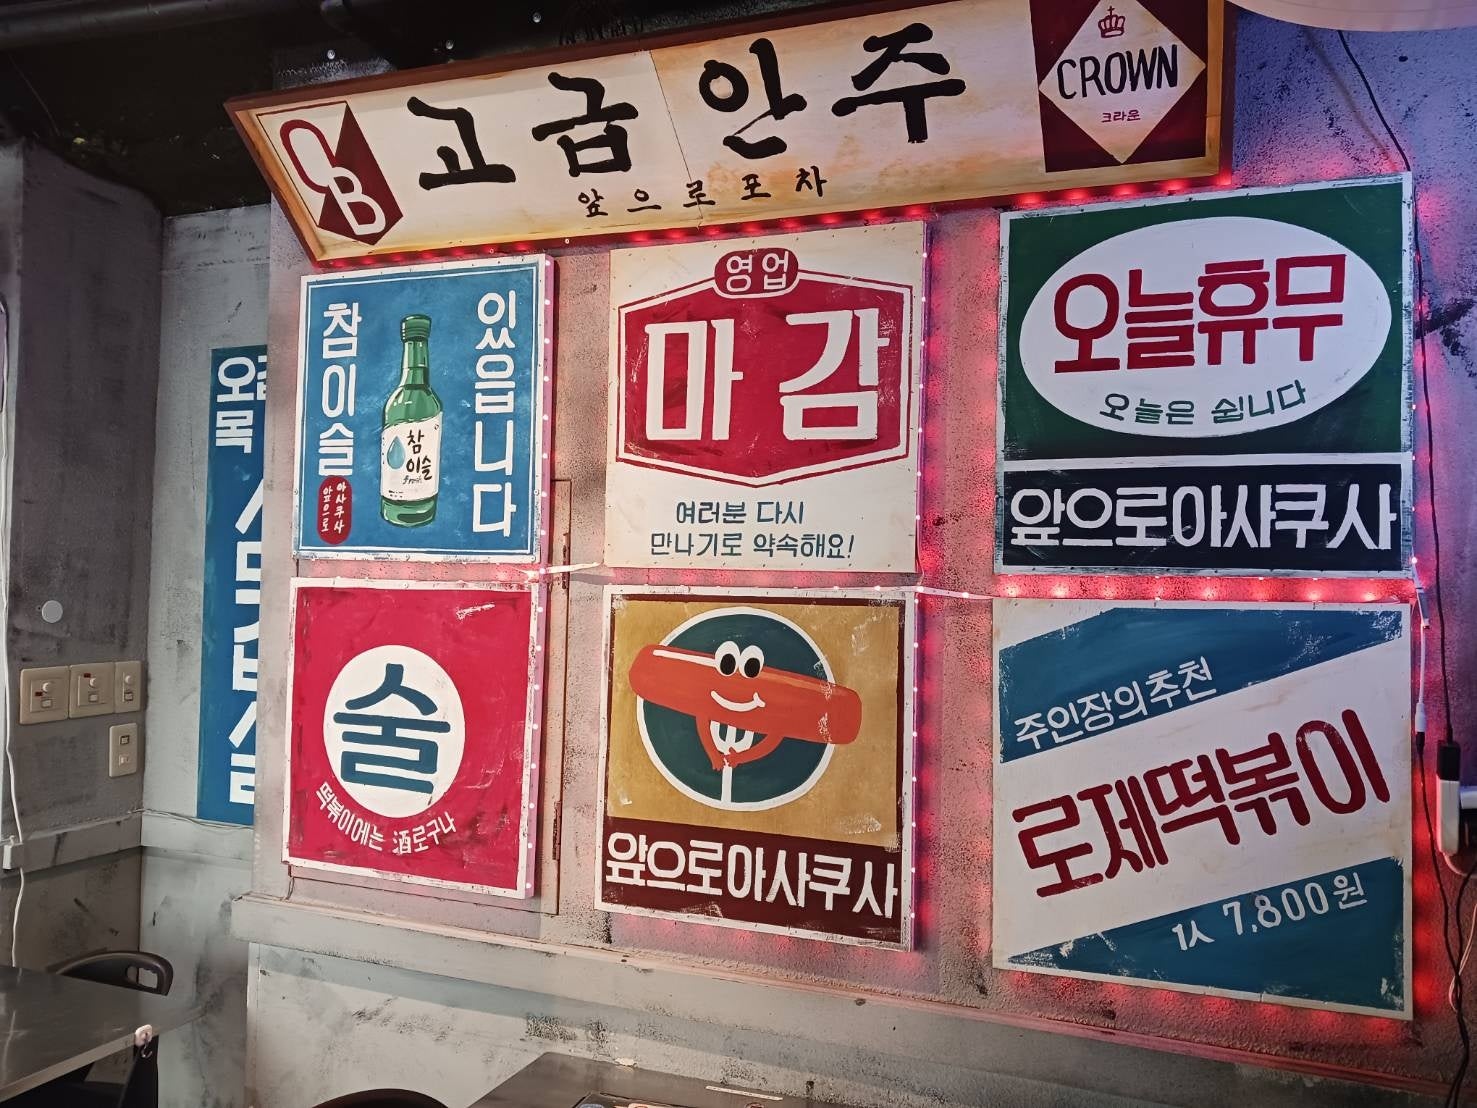 CB
고급안주
앞으로포차
CROWN
크라운
참이슬
있읍니다
참이슬
fresh
앞으로
아사쿠사
영업
마감
여러분 다시
만나기로 약속해요!
오늘휴무
오늘은 쉽니다
앞으로아사쿠사
술
떡볶이에는 酒로구나
앞으로아사쿠사
주인장의추천
로제떡볶이
1人 7,800원
목